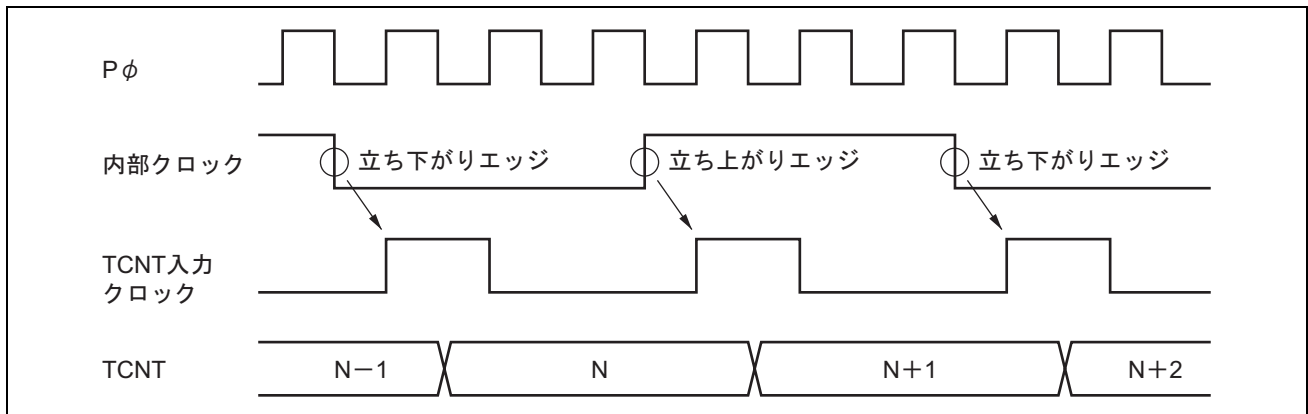 Pφ
内部クロック
立ち下がりエッジ
立ち上がりエッジ
立ち下がりエッジ
TCNT入力
クロック
TCNT
N－1
N
N＋1
N＋2